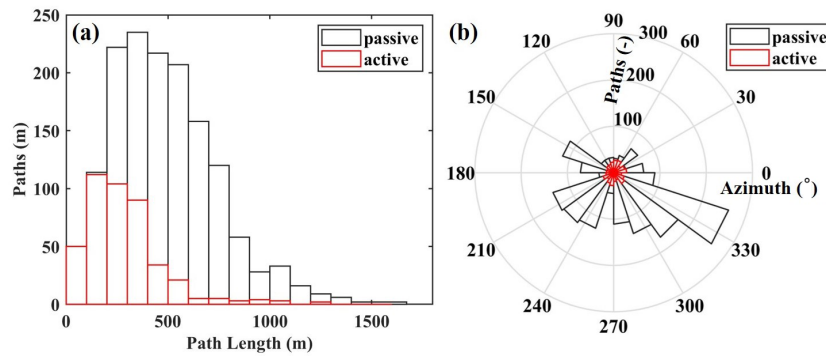 (a)
passive
active
250
200
150
100
50
0
Paths (m)
0
500
1000
1500
Path Length (m)
(b)
passive
active
90
60
30
0
330
300
270
240
210
180
150
120
300
200
100
Paths (-)
Azimuth (°)